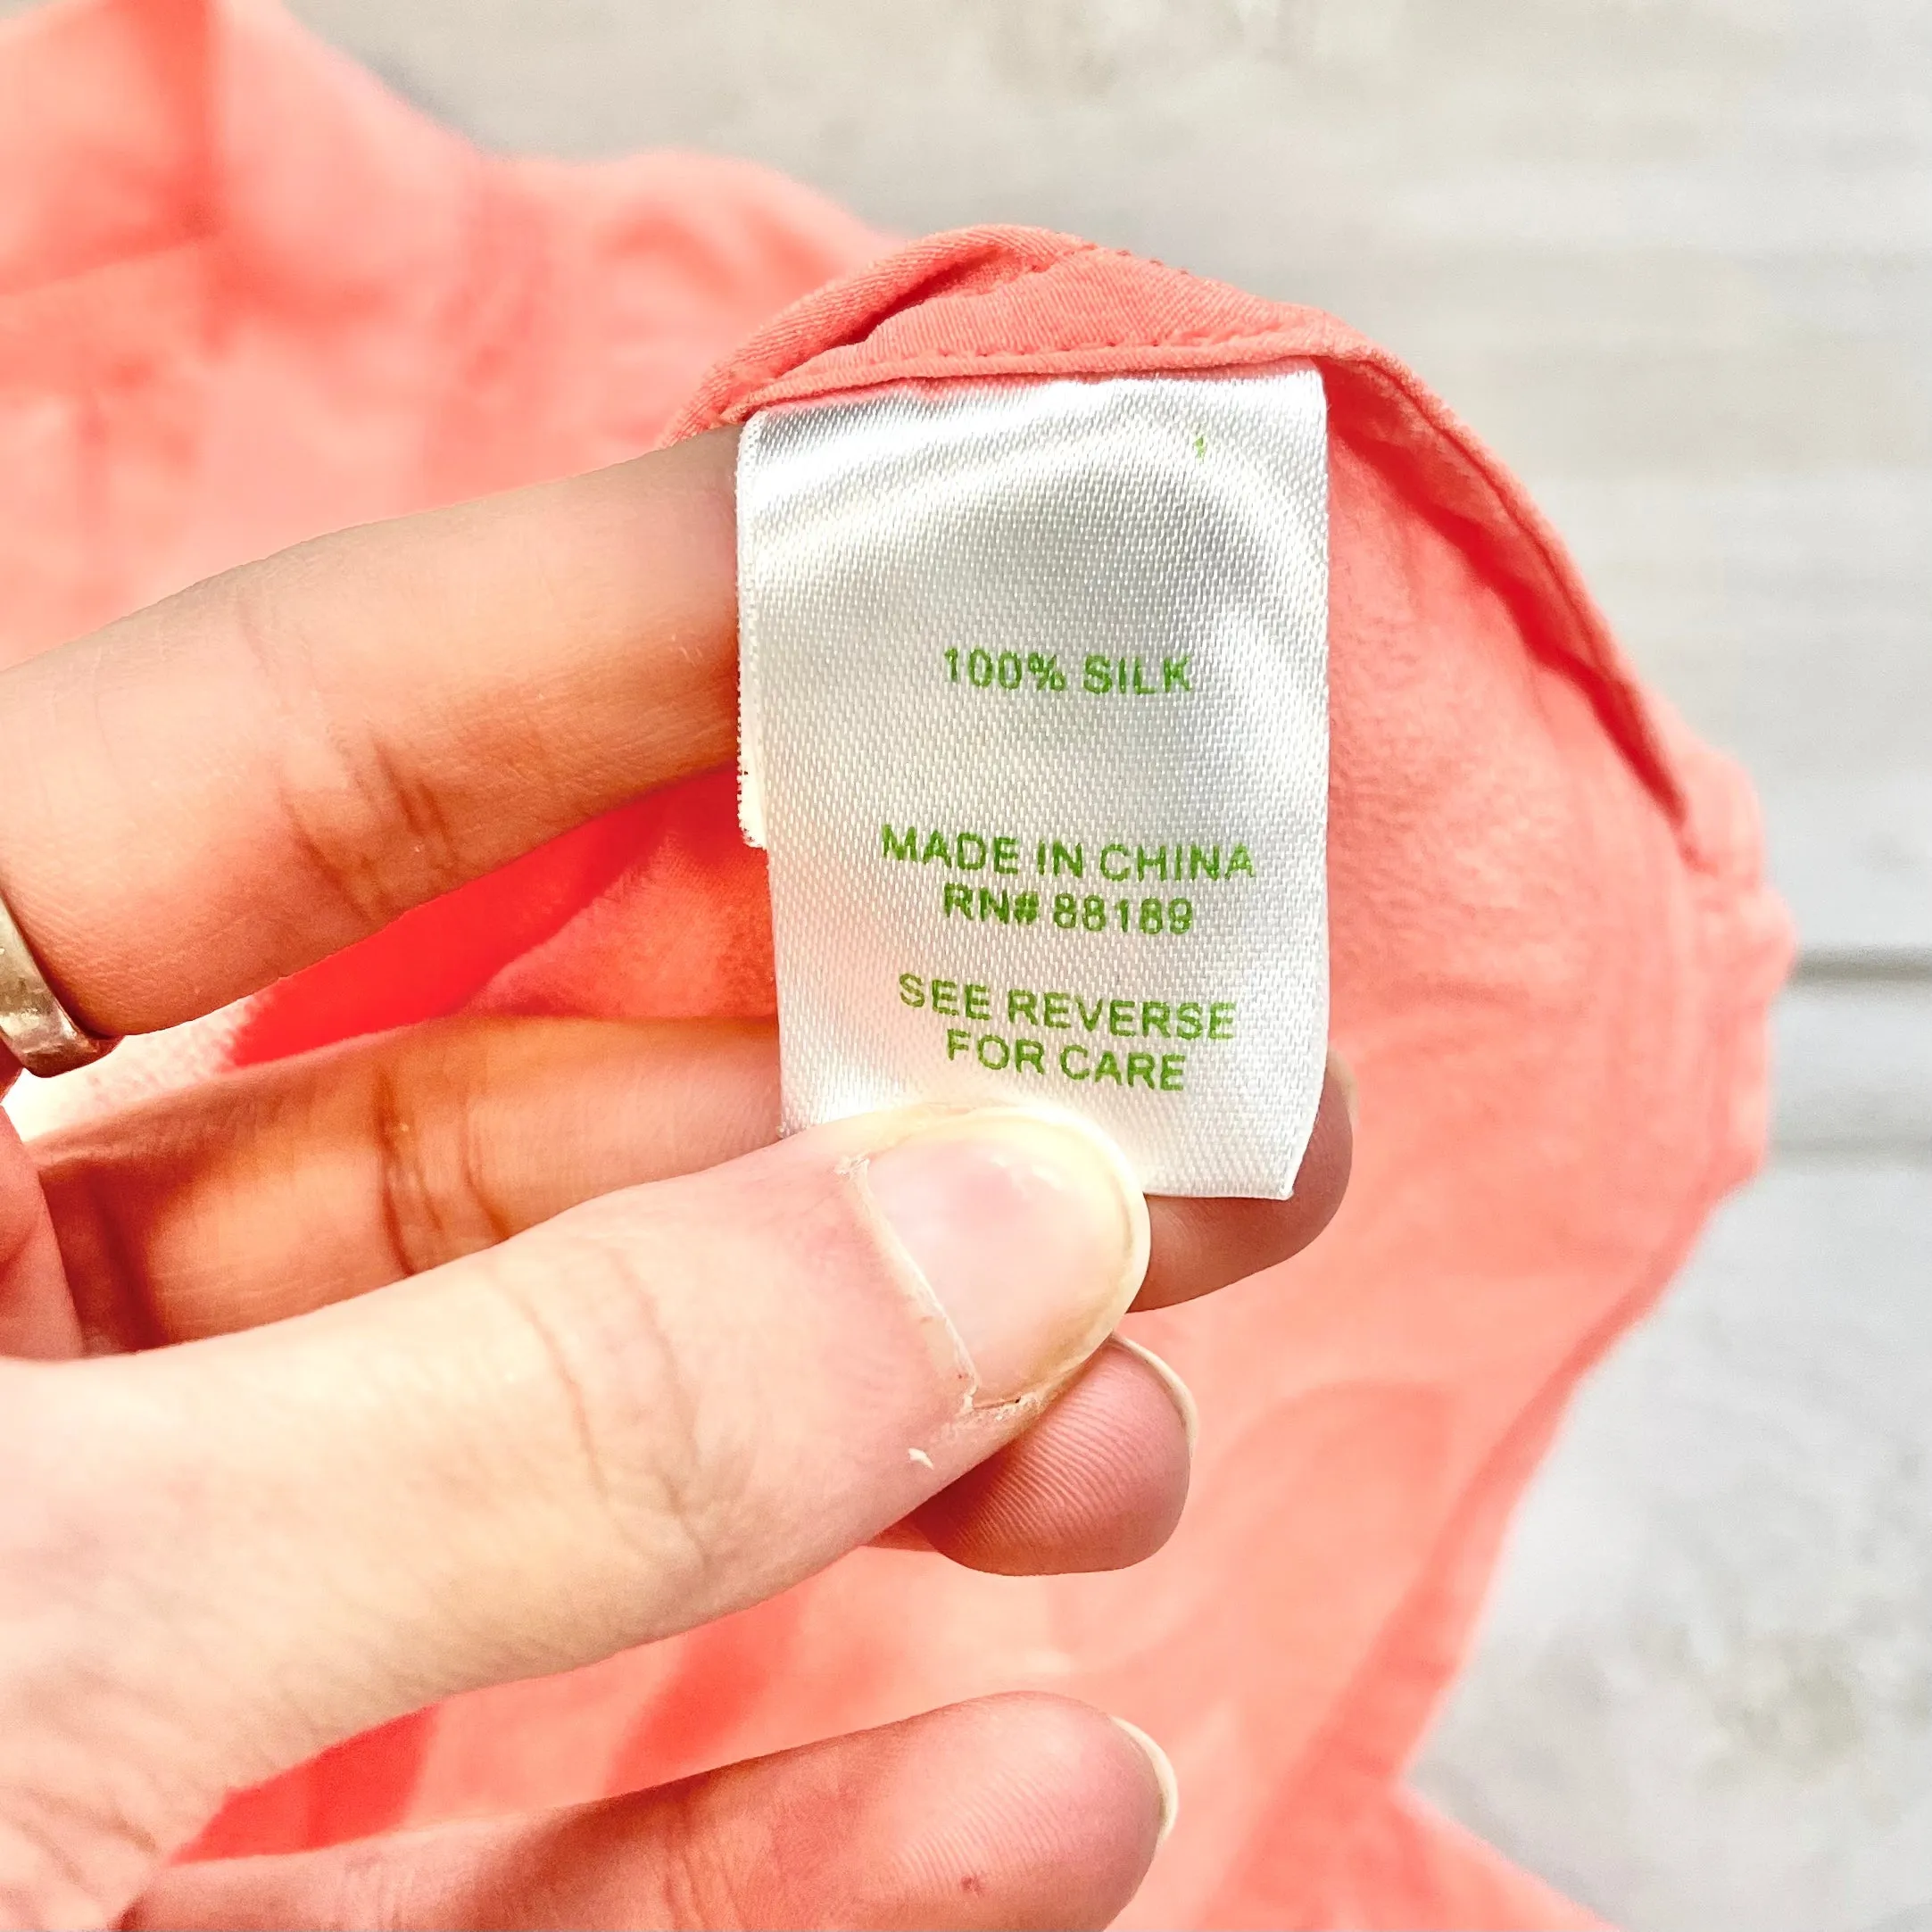 100% SILK
MADE IN CHINA
RN# 88189
SEE REVERSE
FOR CARE